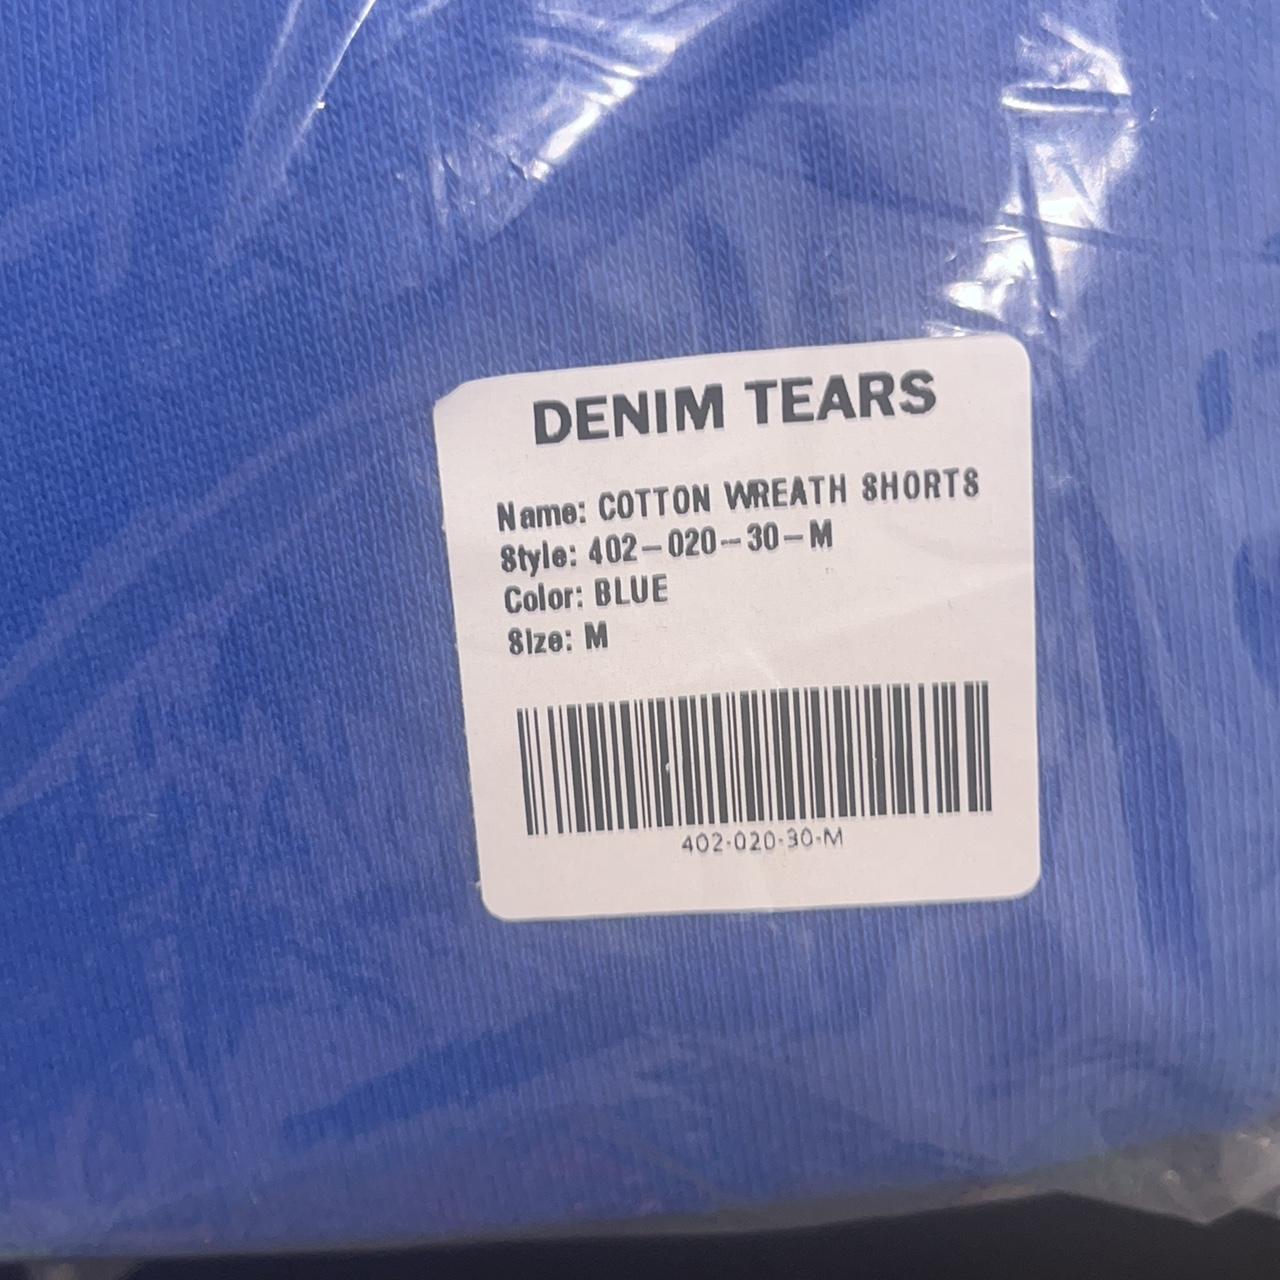 DENIM TEARS
Name: COTTON WREATH SHORTS
Style: 402-020-30-M
Color: BLUE
Size: M
402-020-30-M